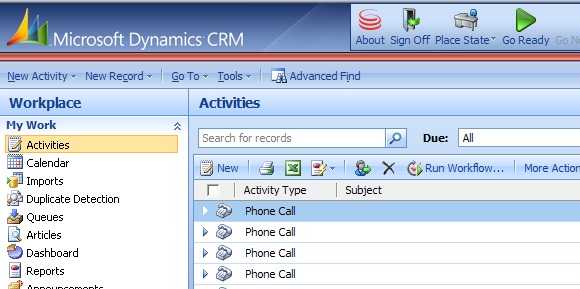 Microsoft Dynamics CRM
About Sign Off Place State Go Ready Go N
New Activity New Record Go To Tools Advanced Find
Workplace
Activities
My Work
Activities
Calendar
Imports
Duplicate Detection
Queues
Articles
Dashboard
Reports
Announcements
Search for records Due: All
New Run Workflow... More Action
Activity Type Subject
Phone Call
Phone Call
Phone Call
Phone Call